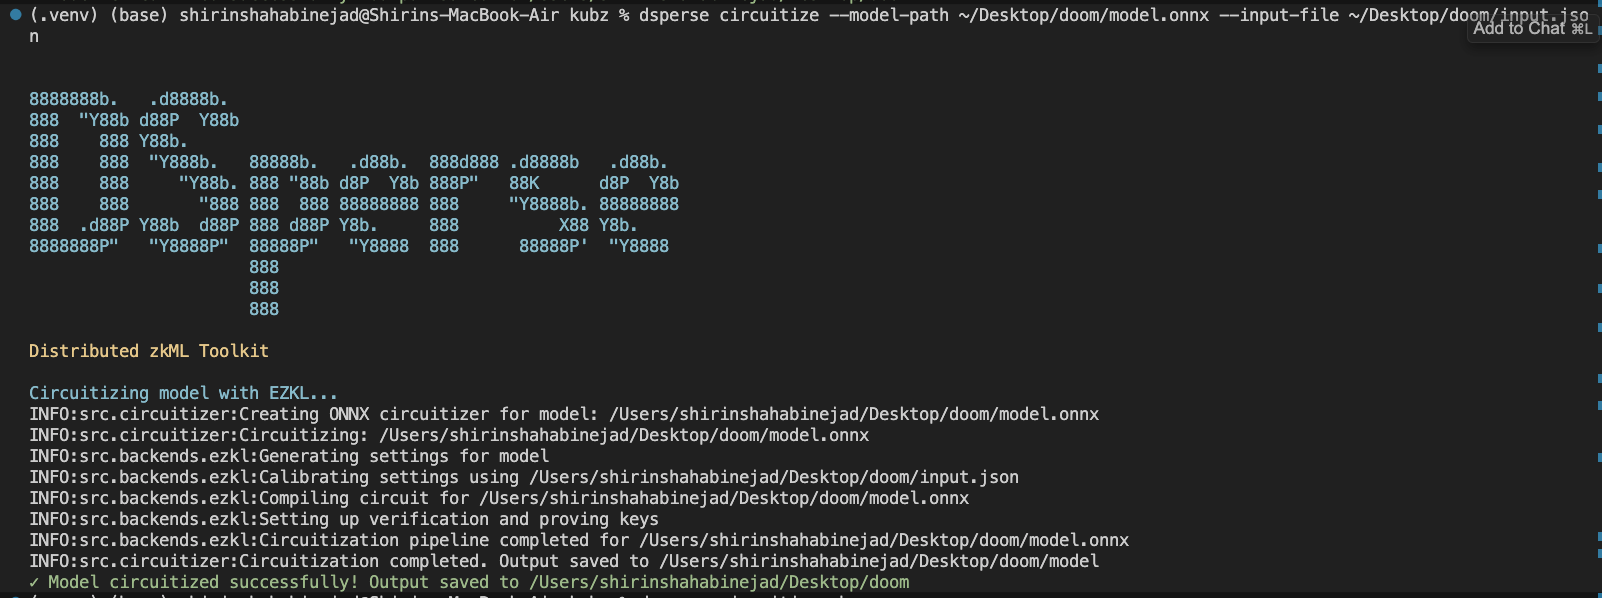 (.venv) (base) shirinshahabinejad@Shirins-MacBook-Air kubz % dsperse circuitize --model-path ~/Desktop/doom/model.onnx --input-file ~/Desktop/doom/input.jso
n
Add to Chat ⌘L
8888888b.   .d8888b.
888  "Y88b d88P  Y88b
888    888 Y88b.
888    888  "Y888b.   88888b.   .d88b.  888d888 .d8888b   .d88b.
888    888     "Y88b. 888 "88b d8P  Y8b 888P"   88K      d8P  Y8b
888    888       "888 888  888 88888888 888     "Y8888b. 88888888
888  .d88P Y88b  d88P 888 d88P Y8b.     888          X88 Y8b.
8888888P"   "Y8888P"  88888P"   "Y8888  888      88888P'  "Y8888
                      888
                      888
                      888
Distributed zkML Toolkit
Circuitizing model with EZKL...
INFO:src.circuitizer:Creating ONNX circuitizer for model: /Users/shirinshahabinejad/Desktop/doom/model.onnx
INFO:src.circuitizer:Circuitizing: /Users/shirinshahabinejad/Desktop/doom/model.onnx
INFO:src.backends.ezkl:Generating settings for model
INFO:src.backends.ezkl:Calibrating settings using /Users/shirinshahabinejad/Desktop/doom/input.json
INFO:src.backends.ezkl:Compiling circuit for /Users/shirinshahabinejad/Desktop/doom/model.onnx
INFO:src.backends.ezkl:Setting up verification and proving keys
INFO:src.backends.ezkl:Circuitization pipeline completed for /Users/shirinshahabinejad/Desktop/doom/model.onnx
INFO:src.circuitizer:Circuitization completed. Output saved to /Users/shirinshahabinejad/Desktop/doom/model
✓ Model circuitized successfully! Output saved to /Users/shirinshahabinejad/Desktop/doom